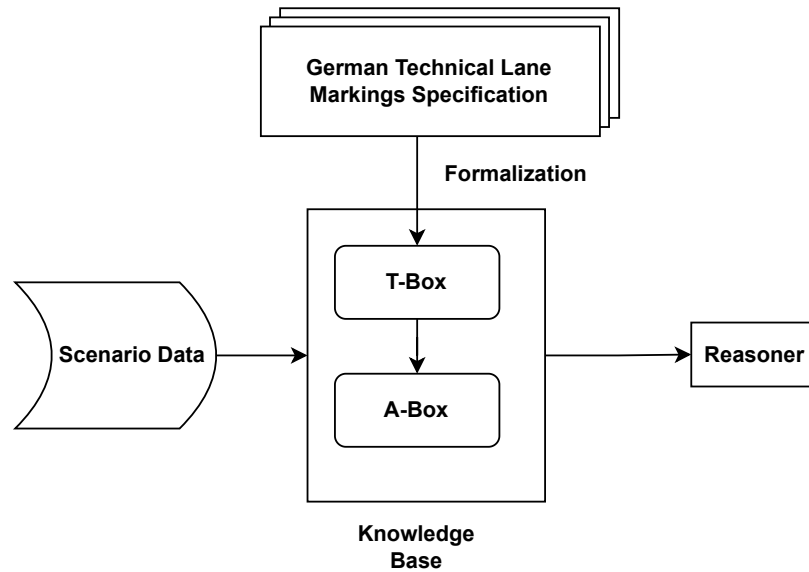 German Technical Lane
Markings Specification
Formalization
T-Box
Scenario Data
Reasoner
A-Box
Knowledge
Base